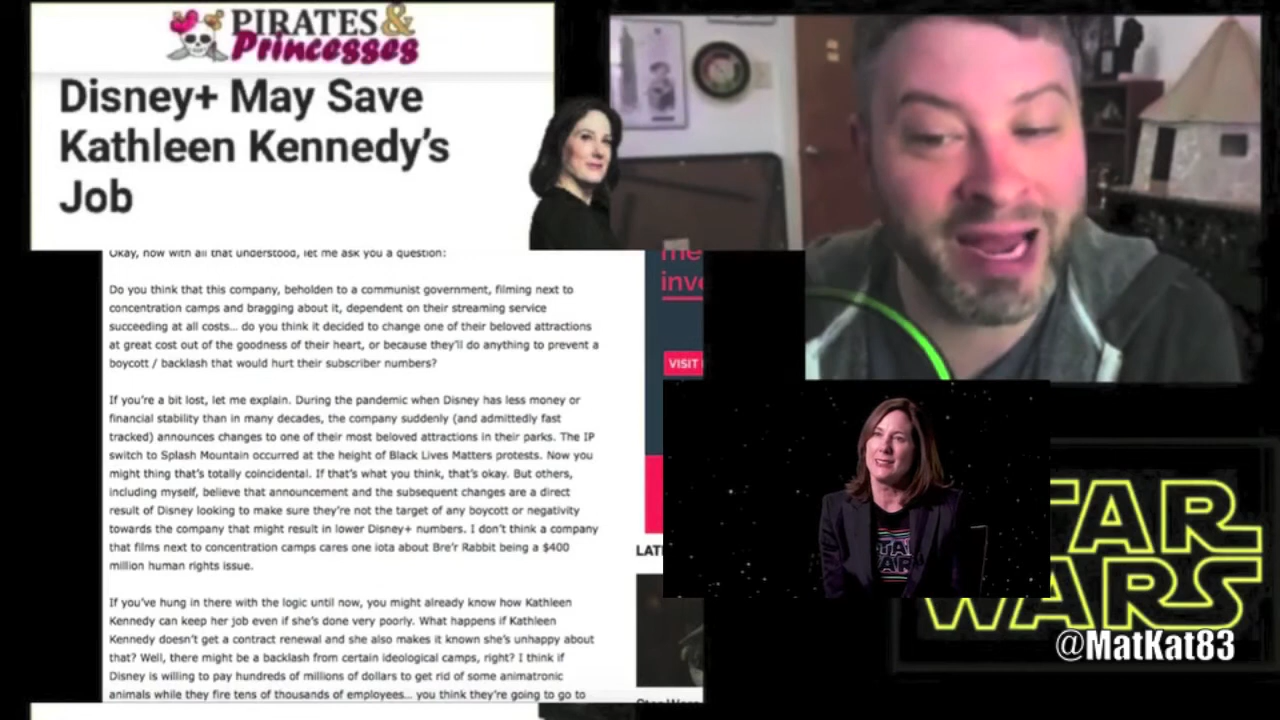 PIRATES &
Princesses
Disney+ May Save
Kathleen Kennedy's
Job
Okay, now with all that understood, let me ask you a question:
Do you think that this company, beholden to a communist government, filming next to
concentration camps and bragging about it, dependent on their streaming service
succeeding at all costs... do you think it decided to change one of their beloved attractions
at great cost out of the goodness of their heart, or because they'll do anything to prevent a
boycott / backlash that would hurt their subscriber numbers?
If you're a bit lost, let me explain. During the pandemic when Disney has less money or
financial stability than in many decades, the company suddenly (and admittedly fast
tracked) announces changes to one of their most beloved attractions in their parks. The IP
switch to Splash Mountain occurred at the height of Black Lives Matters protests. Now you
might thing that's totally coincidental. If that's what you think, that's okay. But others,
including myself, believe that announcement and the subsequent changes are a direct
result of Disney looking to make sure they're not the target of any boycott or negativity
towards the company that might result in lower Disney+ numbers. I don't think a company
that films next to concentration camps cares one iota about Bre'r Rabbit being a $400
million human rights issue.
If you've hung in there with the logic until now, you might already know how Kathleen
Kennedy can keep her job even if she's done very poorly. What happens if Kathleen
Kennedy doesn't get a contract renewal and she also makes it known she's unhappy about
that? Well, there might be a backlash from certain ideological camps, right? I think if
Disney is willing to pay hundreds of millions of dollars to get rid of some animatronic
animals while they fire tens of thousands of employees... you think they're going to go to
me
inve
VISIT
LATE
STAR
WARS
TAR
WARS
@MatKat83